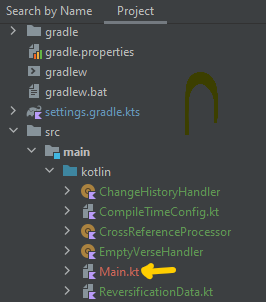 Search by Name Project
gradle
gradle.properties
gradlew
gradlew.bat
settings.gradle.kts
src
main
kotlin
ChangeHistoryHandler
CompileTimeConfig.kt
CrossReferenceProcessor
EmptyVerseHandler
Main.kt
ReversificationData.kt